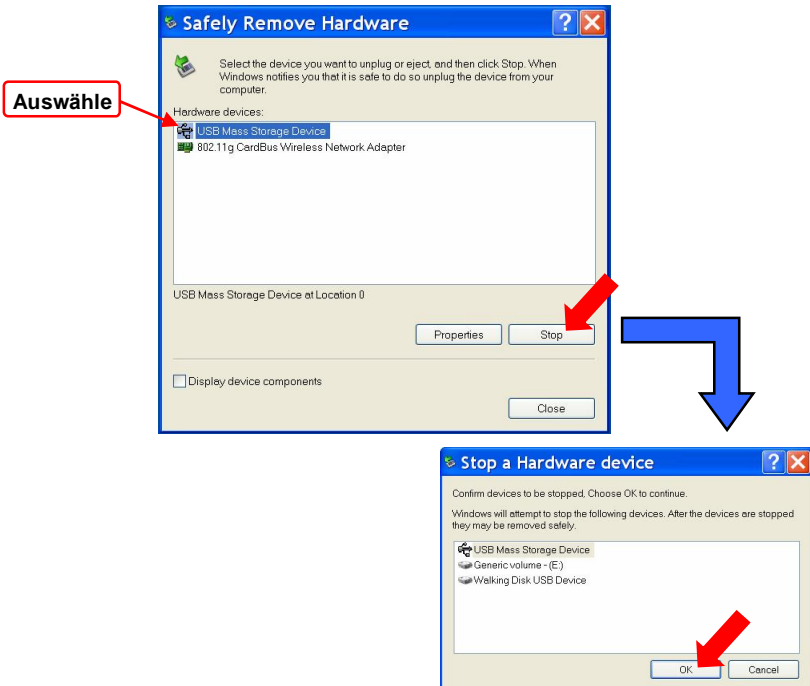 Safely Remove Hardware
Select the device you want to unplug or eject, and then click Stop. When
Windows notifies you that it is safe to do so unplug the device from your
computer.
Auswähle
Hardware devices:
USB Mass Storage Device
802.11g CardBus Wireless Network Adapter
USB Mass Storage Device at Location 0
Properties
Stop
Display device components
Close
Stop a Hardware device
Confirm devices to be stopped, Choose OK to continue.
Windows will attempt to stop the following devices. After the devices are stopped
they may be removed safely.
USB Mass Storage Device
Generic volume - (E:)
Walking Disk USB Device
OK
Cancel